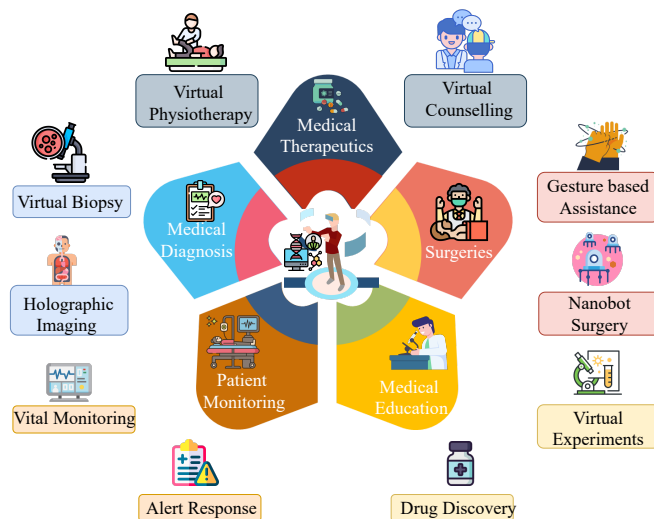 Virtual
Physiotherapy
Virtual
Counselling
Medical
Therapeutics
Virtual Biopsy
Gesture based
Assistance
Medical
Diagnosis
Surgeries
Holographic
Imaging
Nanobot
Surgery
Patient
Monitoring
Medical
Education
Vital Monitoring
Virtual
Experiments
Alert Response
Drug Discovery